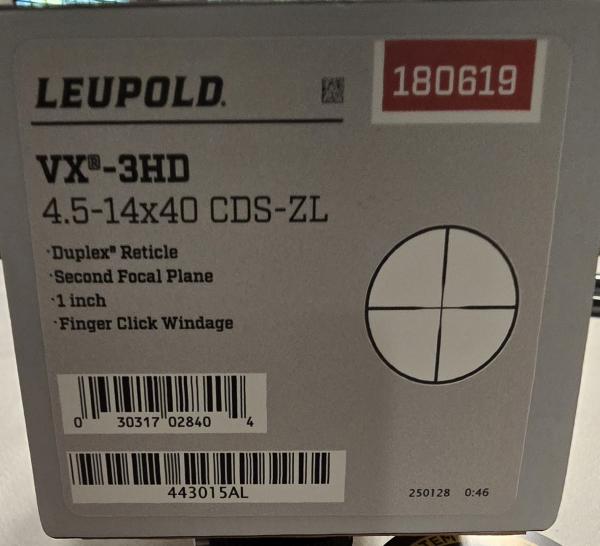 LEUPOLD.
180619
VX®-3HD
4.5-14x40 CDS-ZL
·Duplex® Reticle
·Second Focal Plane
·1 inch
·Finger Click Windage
0 30317 02840 4
443015AL
250128 0:46